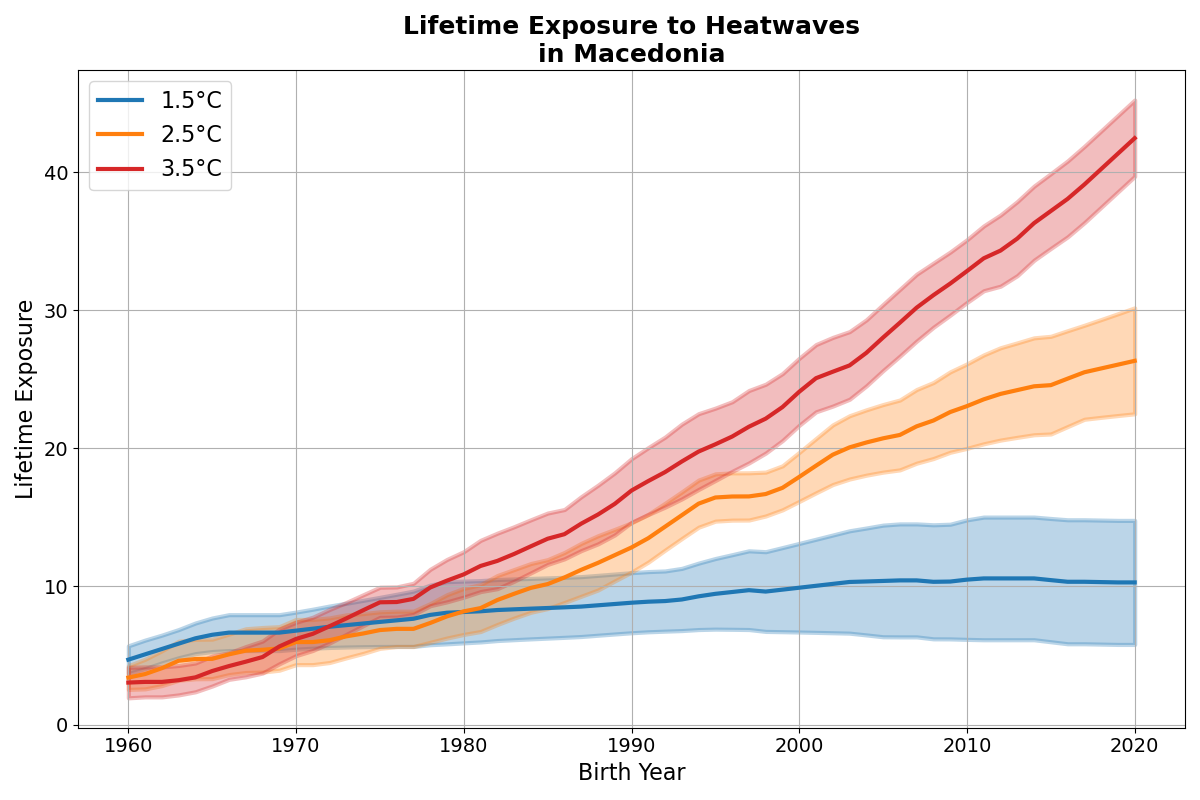 Lifetime Exposure to Heatwaves
in Macedonia
1.5°C
2.5°C
3.5°C
Lifetime Exposure
40
30
20
10
0
1960 1970 1980 1990 2000 2010 2020
Birth Year